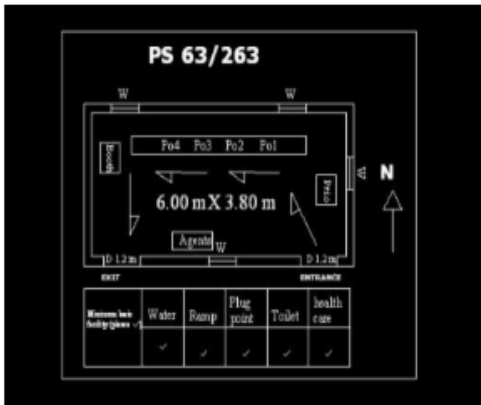 PS 63/263
W W
Po4 Po3 Po2 Po1
Booth
W
N
6.00 m X 3.80 m
Agents W
D 1.2 m D 1.2 m
EXIT ENTRANCE
Water Ramp Plug point Toilet health care
✓ ✓ ✓ ✓ ✓